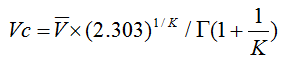 Vc = V̅ × (2.303)^{1/K} / Γ(1 + 1/K)